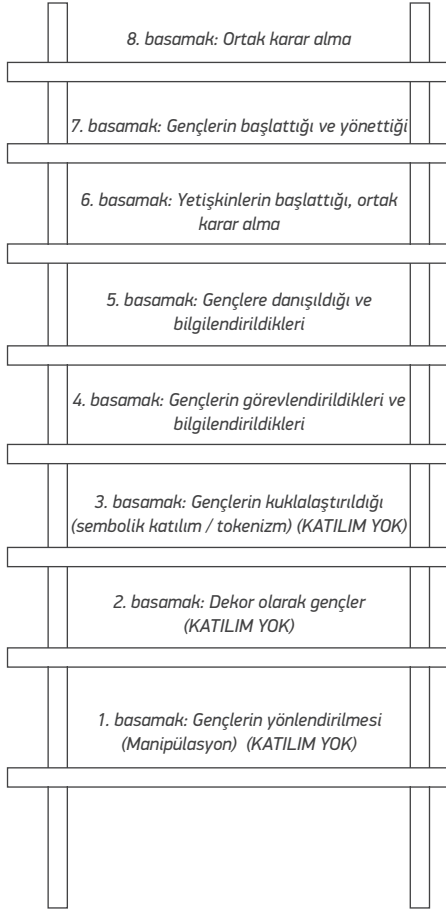 8. basamak: Ortak karar alma
7. basamak: Gençlerin başlattığı ve yönettiği
6. basamak: Yetişkinlerin başlattığı, ortak
karar alma
5. basamak: Gençlere danışıldığı ve
bilgilendirildikleri
4. basamak: Gençlerin görevlendirildikleri ve
bilgilendirildikleri
3. basamak: Gençlerin kuklalaştırıldığı
(sembolik katılım / tokenizm) (KATILIM YOK)
2. basamak: Dekor olarak gençler
(KATILIM YOK)
1. basamak: Gençlerin yönlendirilmesi
(Manipülasyon) (KATILIM YOK)